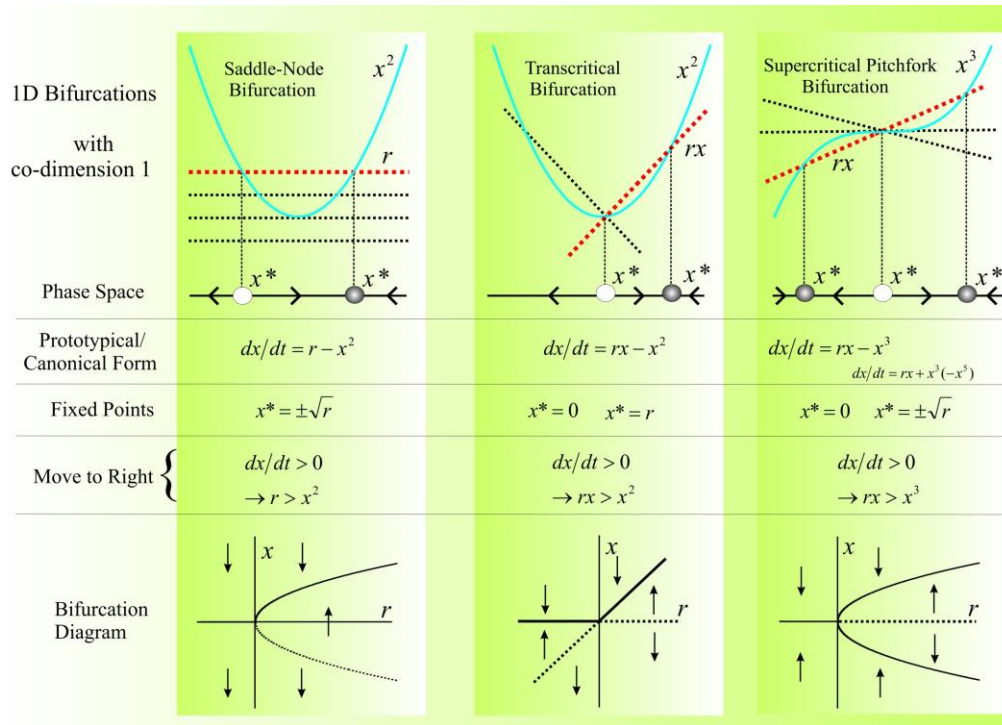 1D Bifurcations
with
co-dimension 1
Saddle-Node
Bifurcation
x²
r
x*
x*
Transcritical
Bifurcation
x²
rx
x*
x*
Supercritical Pitchfork
Bifurcation
x³
rx
x*
x*
x*
Phase Space
Prototypical/
Canonical Form
dx/dt = r − x²
dx/dt = rx − x²
dx/dt = rx − x³
dx/dt = rx + x³(−x⁵)
Fixed Points
x* = ±√r
x* = 0 x* = r
x* = 0 x* = ±√r
Move to Right {
dx/dt > 0
→ r > x²
dx/dt > 0
→ rx > x²
dx/dt > 0
→ rx > x³
Bifurcation
Diagram
x
r
x
r
x
r